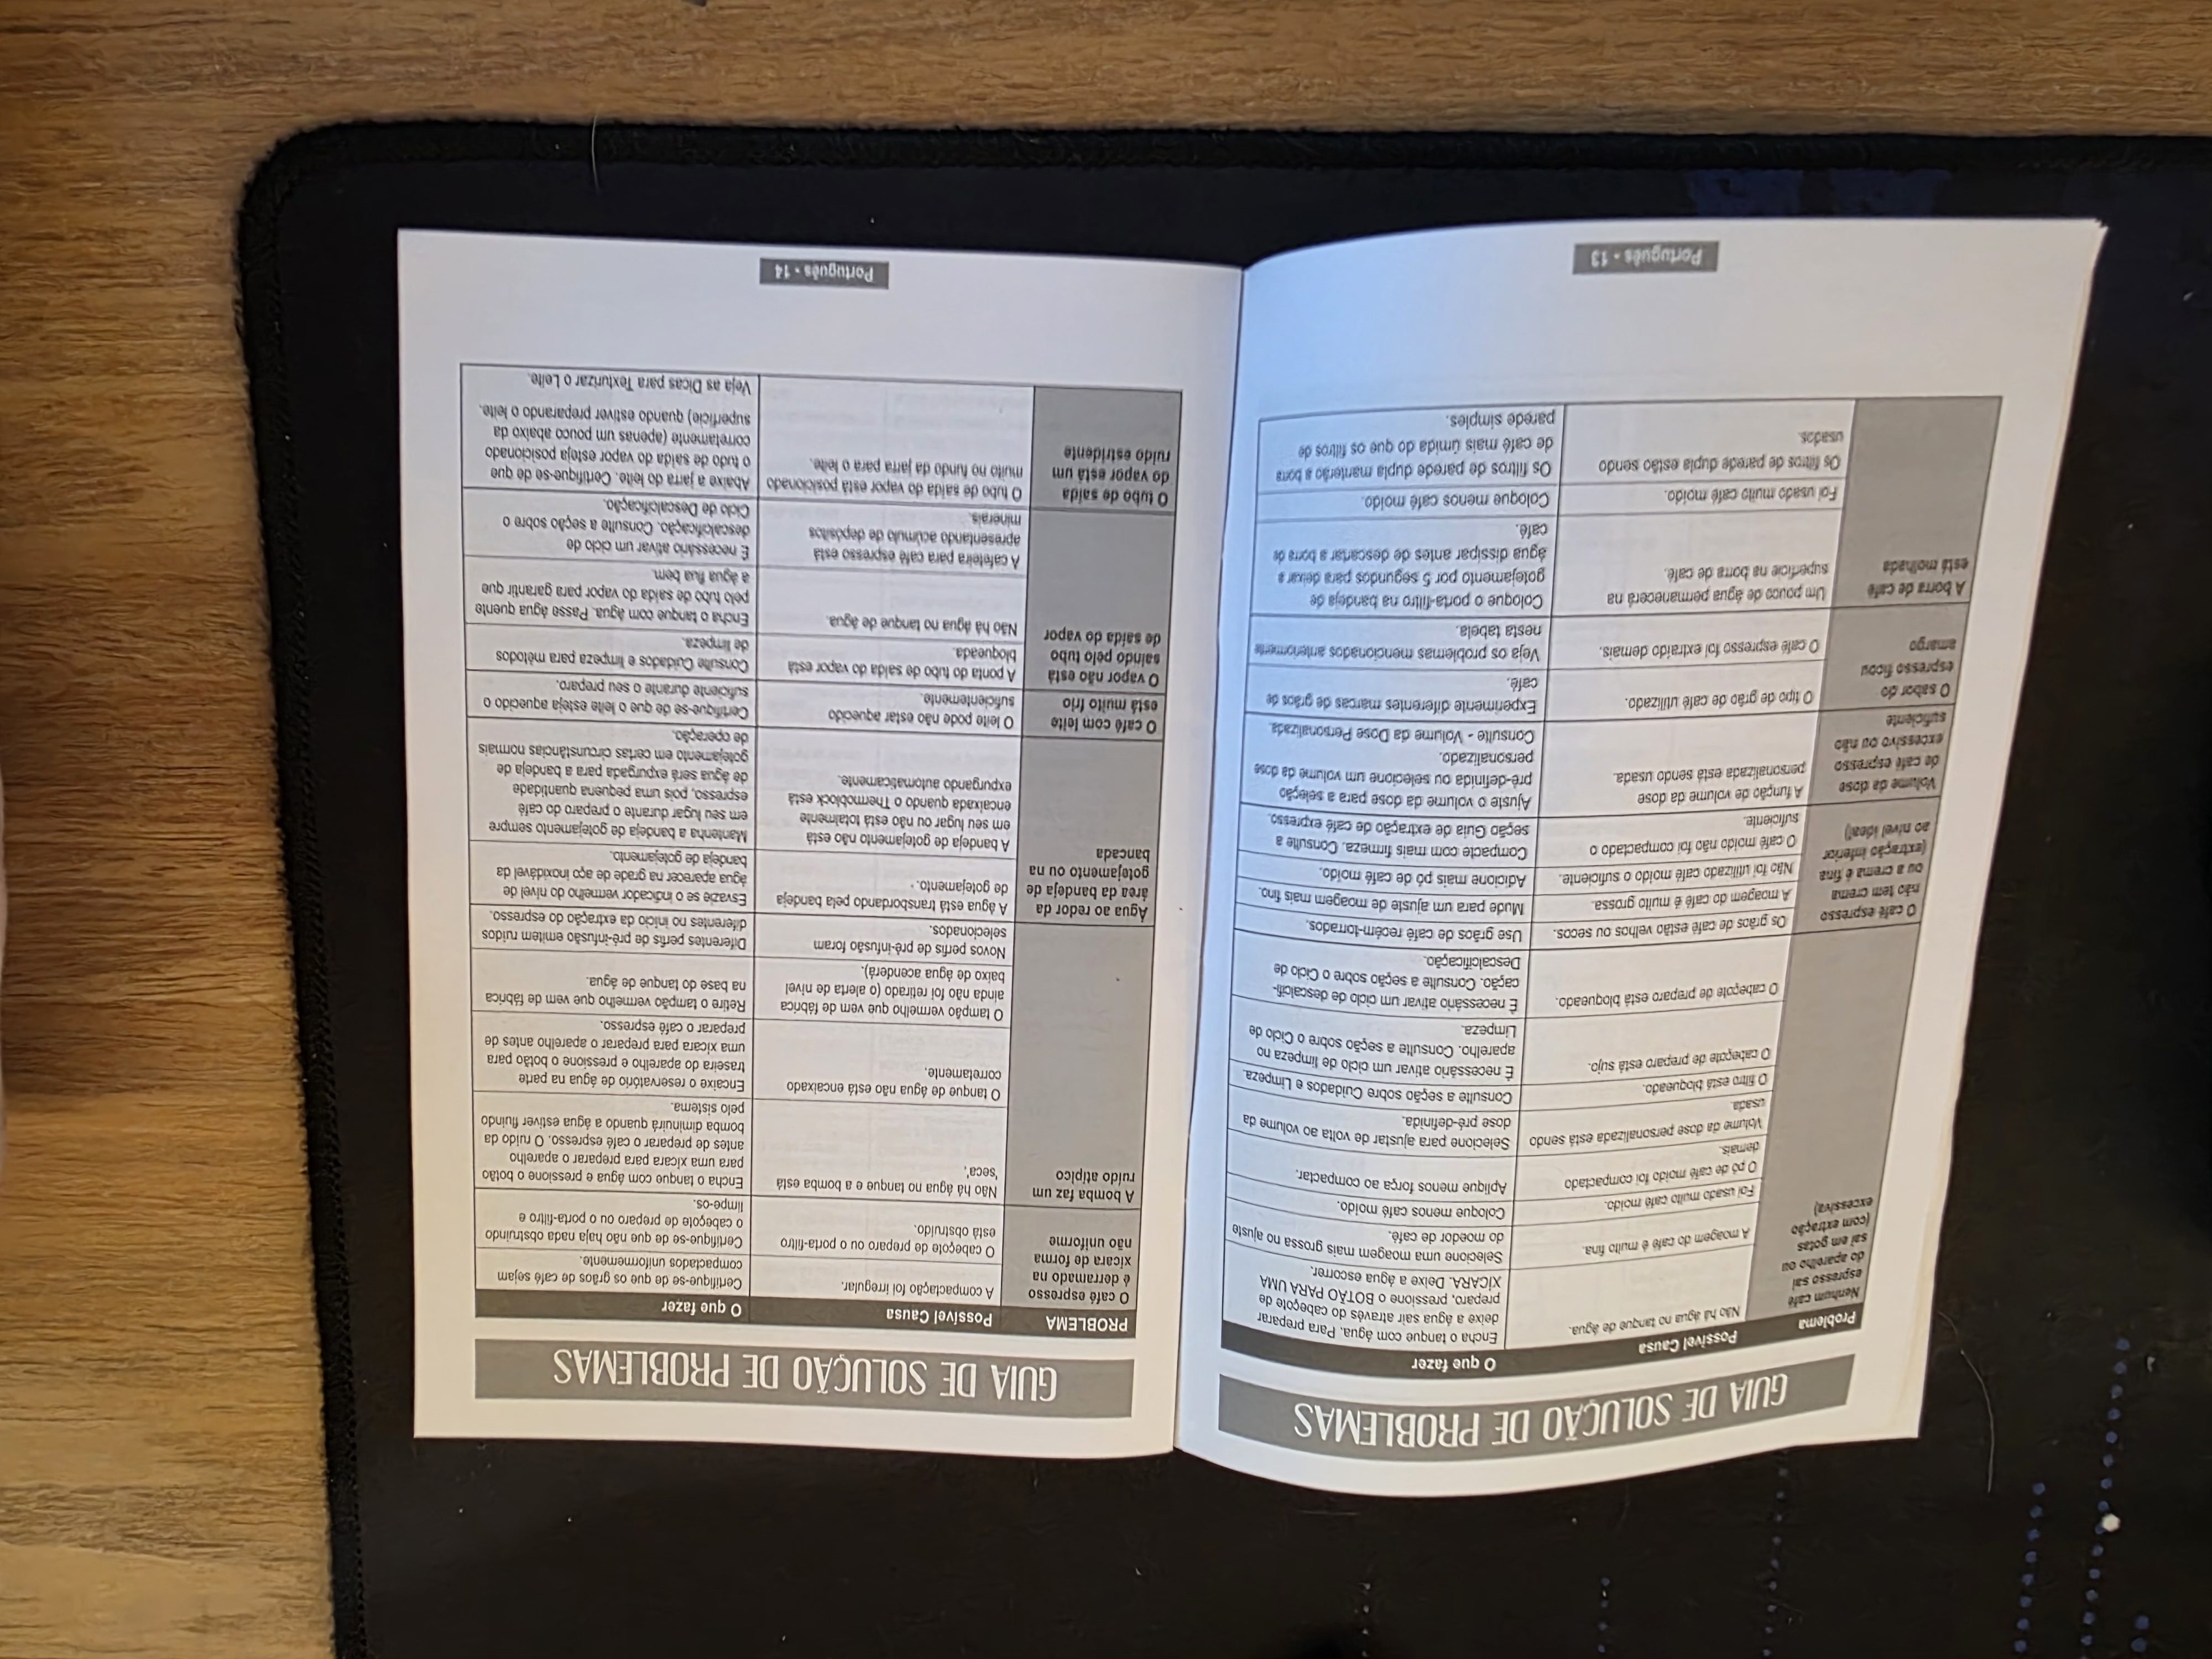 GUIA DE SOLUÇÃO DE PROBLEMAS
Problema
Possível Causa
O que fazer
Nenhum café
espresso sai
do aparelho ou
sai em gotas
(com extração
excessiva)
Não há água no tanque de água.
Encha o tanque com água. Para preparar
deixe a água sair através do cabeçote de
preparo, pressione o BOTÃO PARA UMA
XÍCARA. Deixe a água escorrer.
A moagem do café é muito fina.
Selecione uma moagem mais grossa no ajuste
do moedor de café.
Foi usado muito café moído.
Coloque menos café moído.
O pó de café moído foi compactado
demais.
Aplique menos força ao compactar.
Volume da dose personalizada está sendo
usada.
Selecione para ajustar de volta ao volume da
dose pré-definida.
O filtro está bloqueado.
Consulte a seção sobre Cuidados e Limpeza.
O cabeçote de preparo está sujo.
É necessário ativar um ciclo de limpeza no
aparelho. Consulte a seção sobre o Ciclo de
Limpeza.
O cabeçote de preparo está bloqueado.
É necessário ativar um ciclo de descalcifi-
cação. Consulte a seção sobre o Ciclo de
Descalcificação.
O café espresso
não tem crema
ou a crema é fina
(extração inferior
ao nível ideal)
Os grãos de café estão velhos ou secos.
Use grãos de café recém-torrados.
A moagem do café é muito grossa.
Mude para um ajuste de moagem mais fino.
Não foi utilizado café moído o suficiente.
Adicione mais pó de café moído.
O café moído não foi compactado o
suficiente.
Compacte com mais firmeza. Consulte a
seção Guia de extração de café expresso.
Volume da dose
de café espresso
excessivo ou não
suficiente
A função de volume da dose
personalizada está sendo usada.
Ajuste o volume da dose para a seleção
pré-definida ou selecione um volume da dose
personalizado.
Consulte - Volume da Dose Personalizada.
O sabor do
espresso ficou
amargo
O tipo de grão de café utilizado.
Experimente diferentes marcas de grãos de
café.
O café espresso foi extraído demais.
Veja os problemas mencionados anteriormente
nesta tabela.
A borra de café
está molhada
Um pouco de água permanecerá na
superfície na borra de café.
Coloque o porta-filtro na bandeja de
gotejamento por 5 segundos para deixar a
água dissipar antes de descartar a borra de
café.
Foi usado muito café moído.
Coloque menos café moído.
Os filtros de parede dupla estão sendo
usados.
Os filtros de parede dupla manterão a borra
de café mais úmida do que os filtros de
parede simples.
Português - 13
GUIA DE SOLUÇÃO DE PROBLEMAS
PROBLEMA
Possível Causa
O que fazer
O café espresso
é derramado na
xícara de forma
não uniforme
A compactação foi irregular.
Certifique-se de que os grãos de café sejam
compactados uniformemente.
O cabeçote de preparo ou o porta-filtro
está obstruído.
Certifique-se de que não haja nada obstruindo
o cabeçote de preparo ou o porta-filtro e
limpe-os.
A bomba faz um
ruído atípico
Não há água no tanque e a bomba está
'seca'.
Encha o tanque com água e pressione o botão
para uma xícara para preparar o aparelho
antes de preparar o café espresso. O ruído da
bomba diminuirá quando a água estiver fluindo
pelo sistema.
O tanque de água não está encaixado
corretamente.
Encaixe o reservatório de água na parte
traseira do aparelho e pressione o botão para
uma xícara para preparar o aparelho antes de
preparar o café espresso.
O tampão vermelho que vem de fábrica
ainda não foi retirado (o alerta de nível
baixo de água acenderá).
Retire o tampão vermelho que vem de fábrica
na base do tanque de água.
Novos perfis de pré-infusão foram
selecionados.
Diferentes perfis de pré-infusão emitem ruídos
diferentes no início da extração do espresso.
Água ao redor da
área da bandeja de
gotejamento ou na
bancada
A água está transbordando pela bandeja
de gotejamento.
Esvazie se o indicador vermelho do nível de
água aparecer na grade de aço inoxidável da
bandeja de gotejamento.
A bandeja de gotejamento não está
em seu lugar ou não está totalmente
encaixada quando o Thermoblock está
expurgando automaticamente.
Mantenha a bandeja de gotejamento sempre
em seu lugar durante o preparo do café
espresso, pois uma pequena quantidade
de água será expurgada para a bandeja de
gotejamento em certas circunstâncias normais
de operação.
O café com leite
está muito frio
O leite pode não estar aquecido
suficientemente.
Certifique-se de que o leite esteja aquecido o
suficiente durante o seu preparo.
O vapor não está
saindo pelo tubo
de saída do vapor
A ponta do tubo de saída do vapor está
bloqueada.
Consulte Cuidados e limpeza para métodos
de limpeza.
Não há água no tanque de água.
Encha o tanque com água. Passe água quente
pelo tubo de saída do vapor para garantir que
a água flua bem.
A cafeteira para café espresso está
apresentando acúmulo de depósitos
minerais.
É necessário ativar um ciclo de
descalcificação. Consulte a seção sobre o
Ciclo de Descalcificação.
O tubo de saída
do vapor está um
ruído estridente
O tubo de saída do vapor está posicionado
muito no fundo da jarra para o leite.
Abaixe a jarra do leite. Certifique-se de que
o tudo de saída do vapor esteja posicionado
corretamente (apenas um pouco abaixo da
superfície) quando estiver preparando o leite.
Veja as Dicas para Texturizar o Leite.
Português - 14